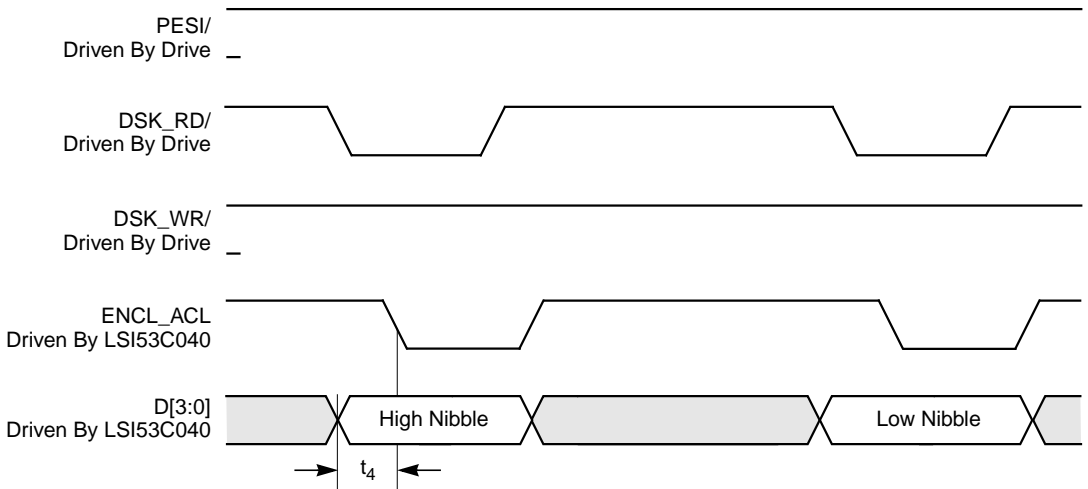 PESI/
Driven By Drive
DSK_RD/
Driven By Drive
DSK_WR/
Driven By Drive
ENCL_ACL
Driven By LSI53C040
D[3:0]
Driven By LSI53C040
High Nibble
Low Nibble
t4